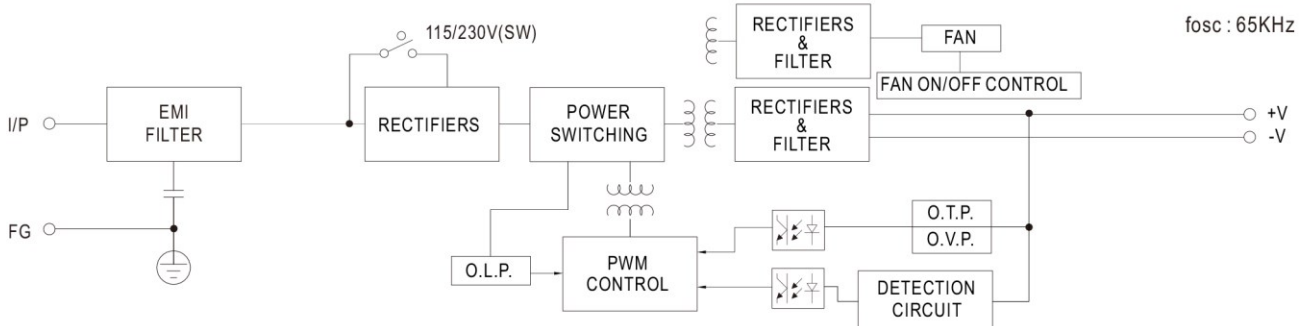 115/230V(SW)
RECTIFIERS
&
FILTER
FAN
FAN ON/OFF CONTROL
fosc : 65KHz
I/P
EMI
FILTER
RECTIFIERS
POWER
SWITCHING
RECTIFIERS
&
FILTER
+V
-V
FG
O.L.P.
PWM
CONTROL
O.T.P.
O.V.P.
DETECTION
CIRCUIT